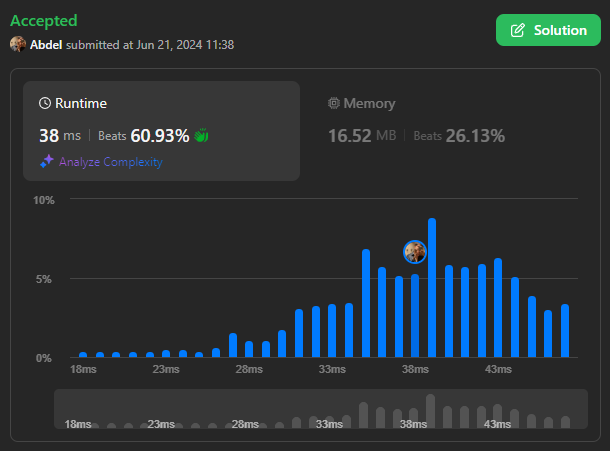 Accepted
Abdel submitted at Jun 21, 2024 11:38
Solution
Runtime
38 ms | Beats 60.93%
Analyze Complexity
Memory
16.52 MB | Beats 26.13%
10%
5%
0%
18ms 23ms 28ms 33ms 38ms 43ms
18ms 23ms 28ms 33ms 38ms 43ms